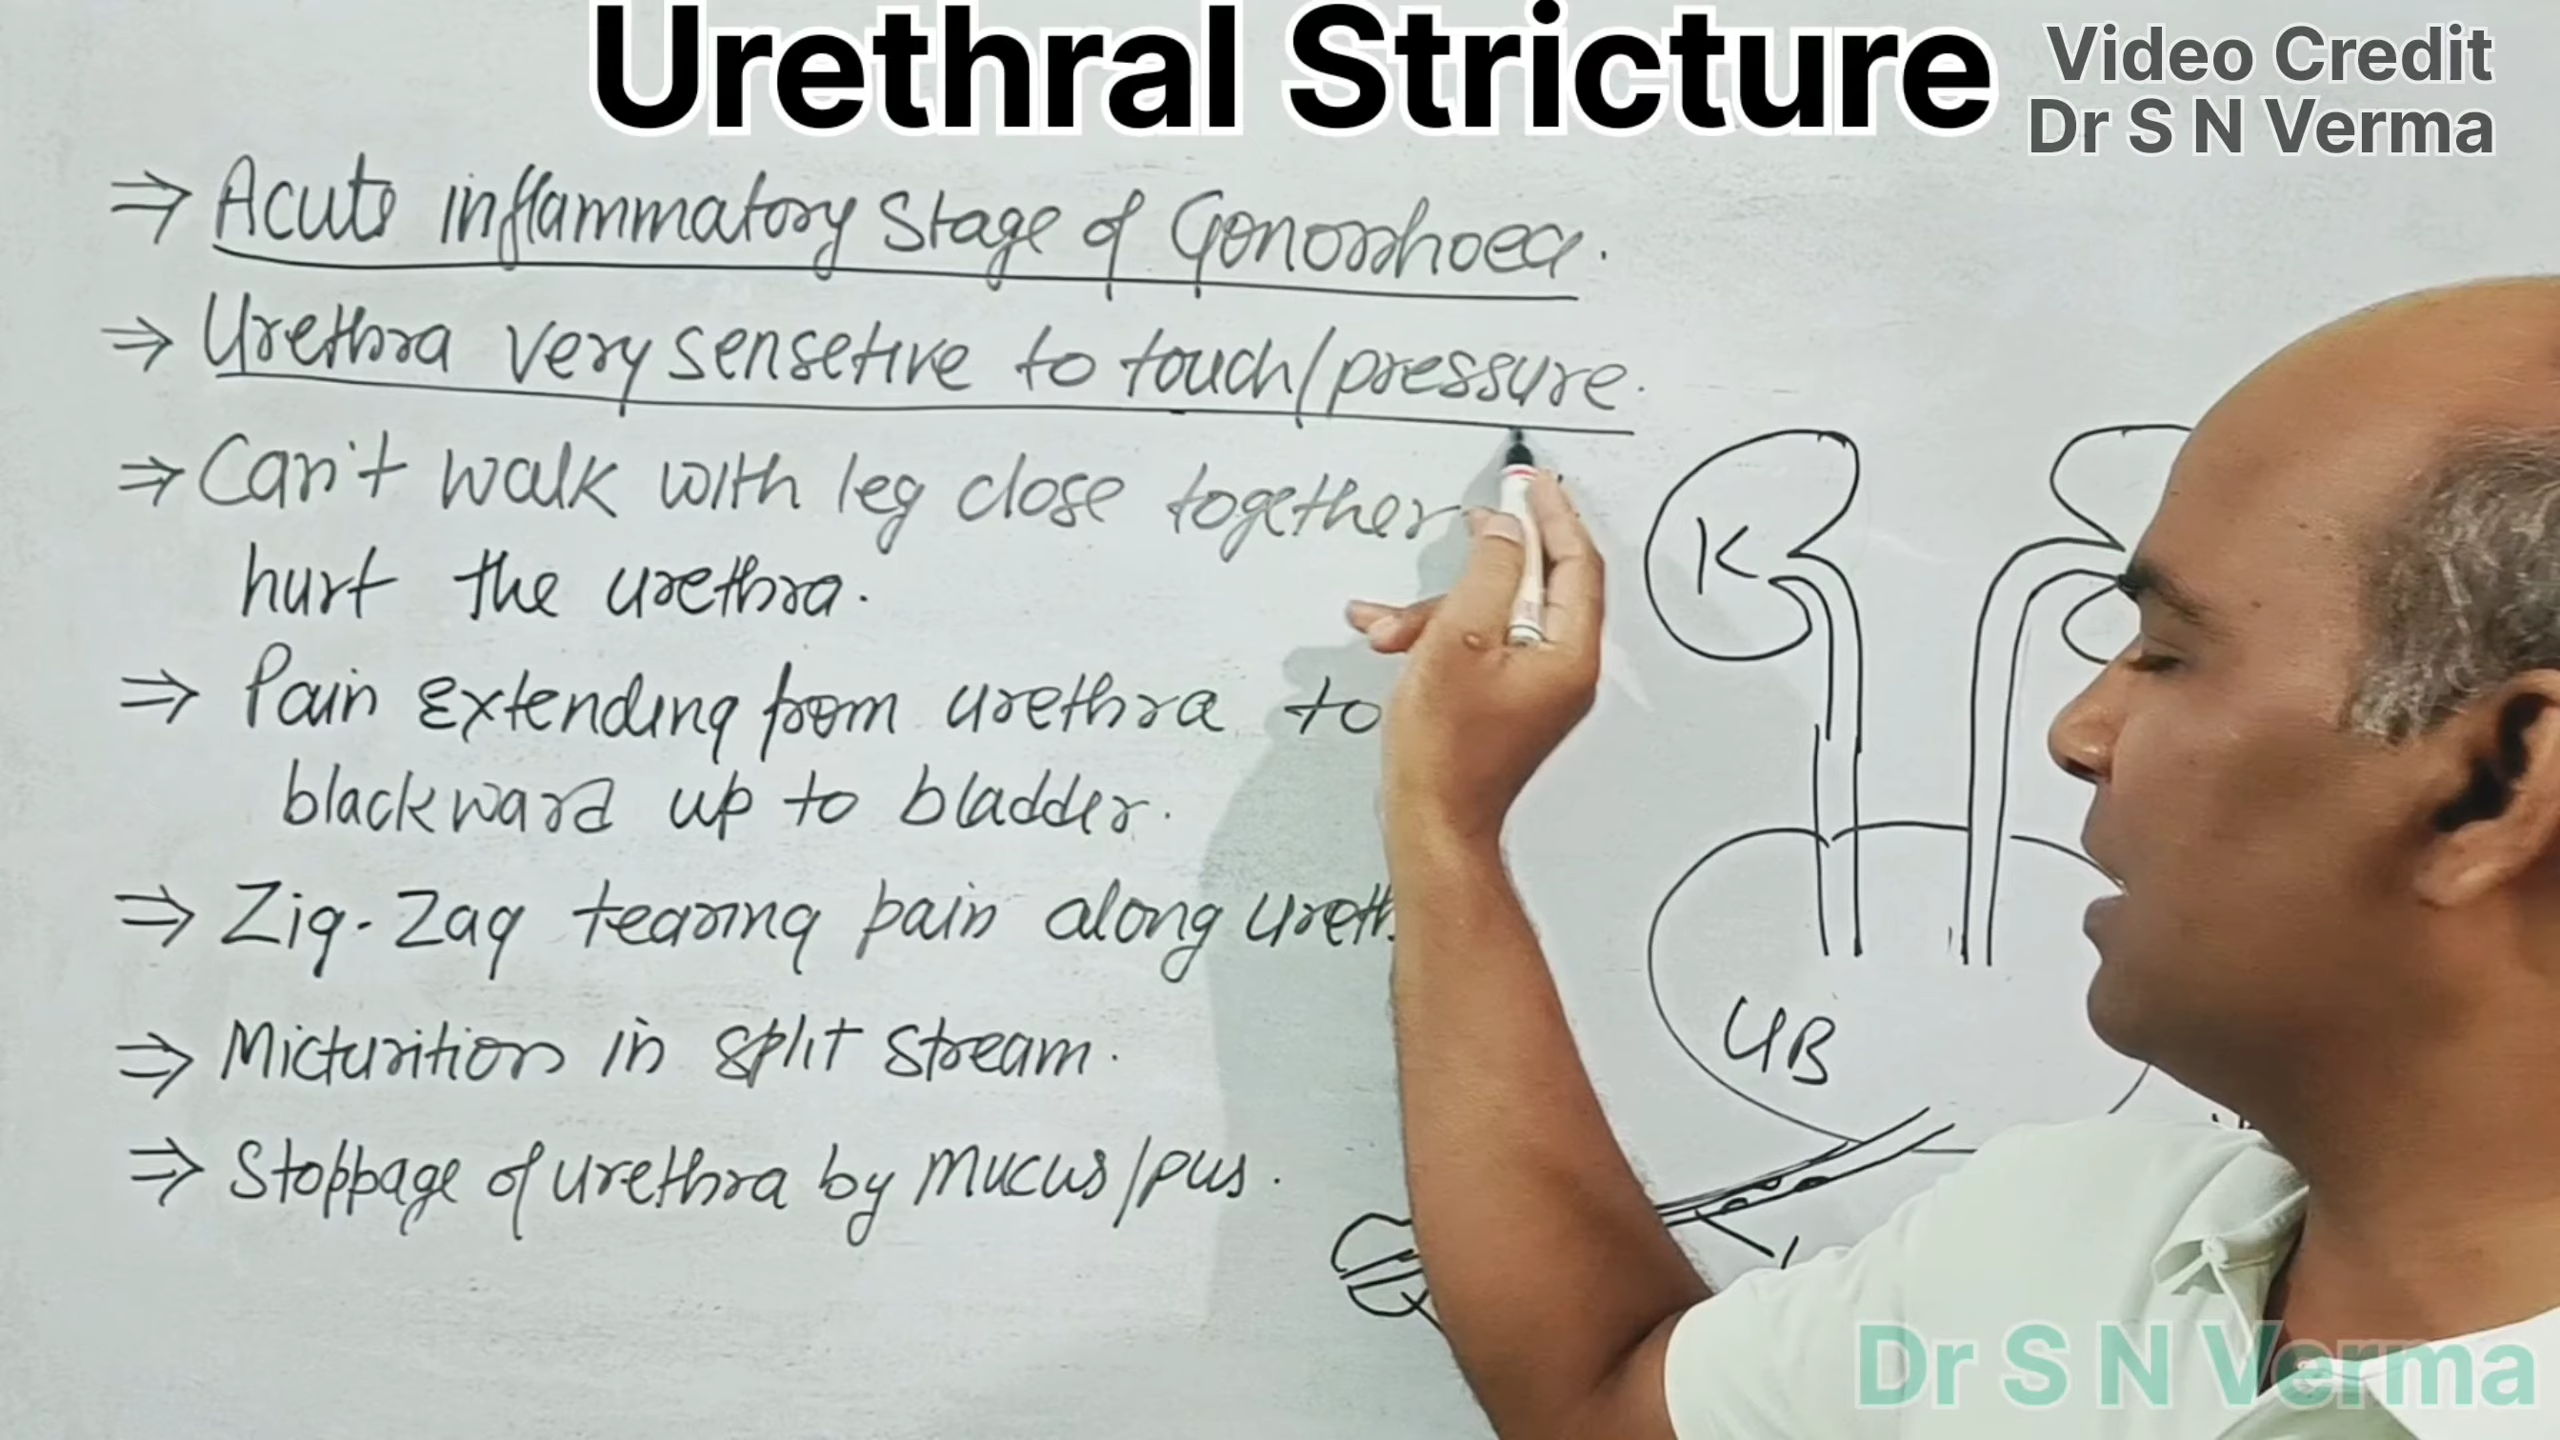 Urethral Stricture
Video Credit
Dr S N Verma
⇒ Acute inflammatory Stage of Gonorrhoea.
⇒ Urethra very sensetive to touch/pressure.
⇒ Can't walk with leg close together
hurt the urethra.
⇒ Pain Extending from urethra to
blackward up to bladder.
⇒ Zig-Zag tearing pain along ureth
⇒ Micturition in split stream.
⇒ Stoppage of urethra by mucus/pus.
K
UB
Dr S N Verma